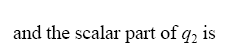 and the scalar part of q₂ is